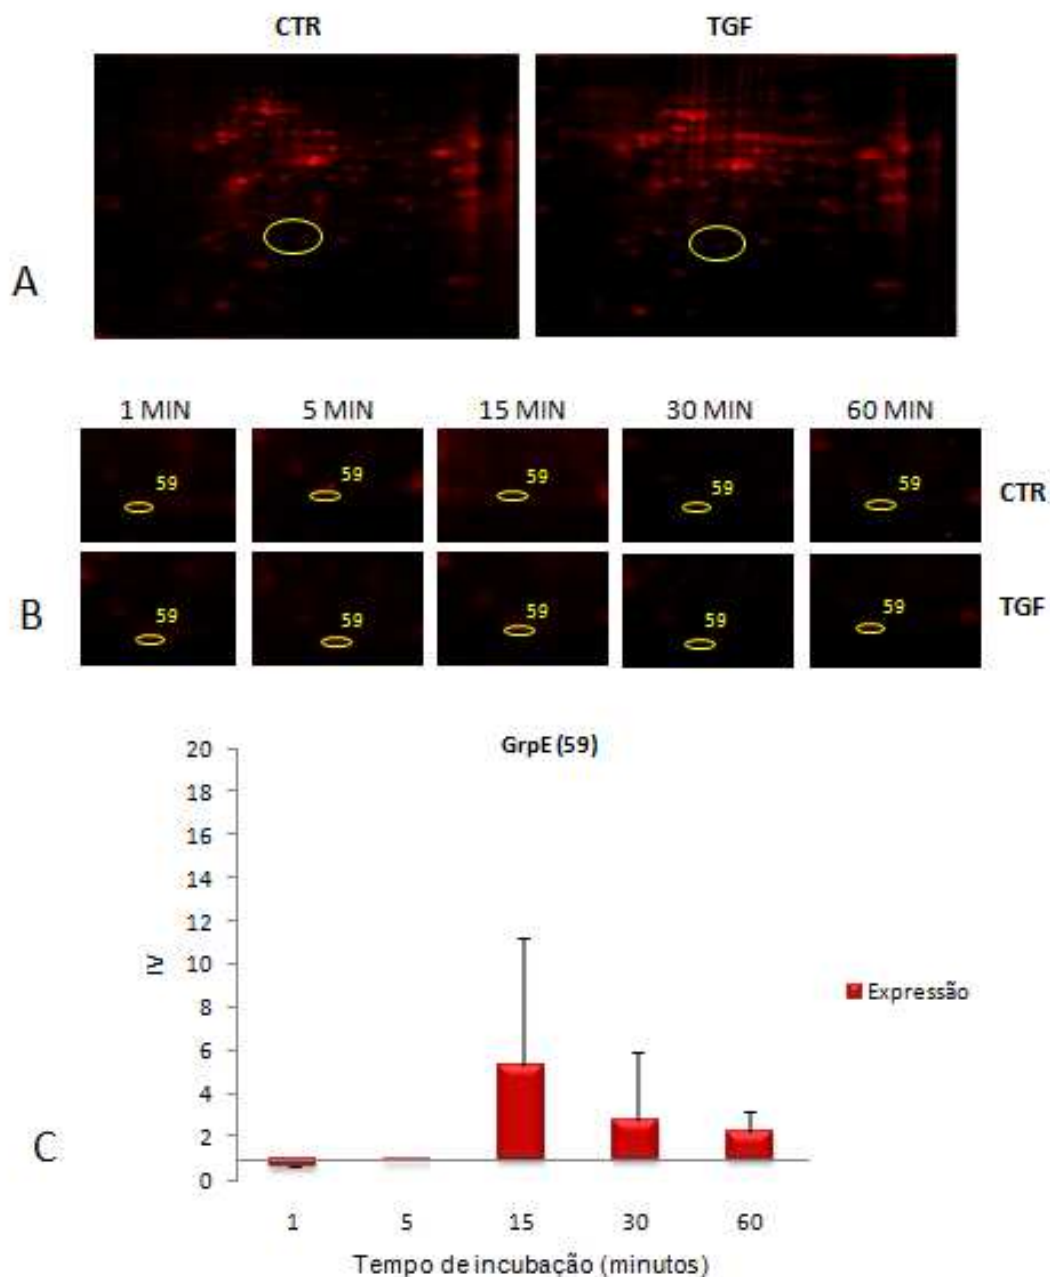 CTR TGF
A
1 MIN 5 MIN 15 MIN 30 MIN 60 MIN
59 59 59 59 59
CTR
59 59 59 59 59
TGF
B
GrpE (59)
20
18
16
14
12
10
8
6
4
2
0
IV
Expressão
C
1 5 15 30 60
Tempo de incubação (minutos)